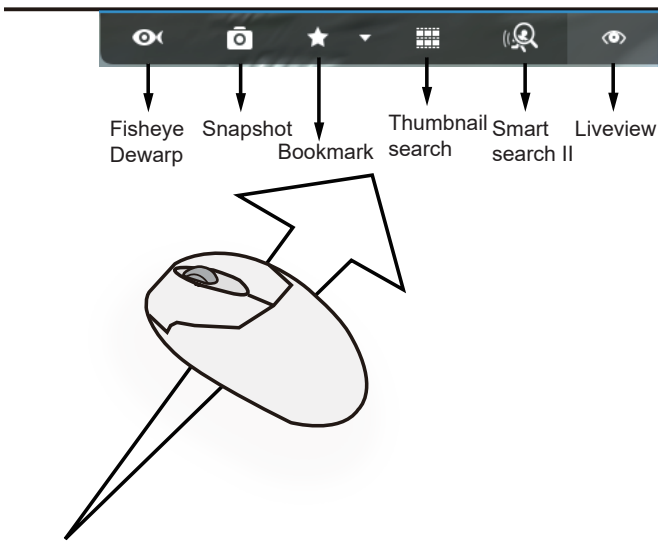 Fisheye
Dewarp
Snapshot
Bookmark
Thumbnail
search
Smart
search II
Liveview